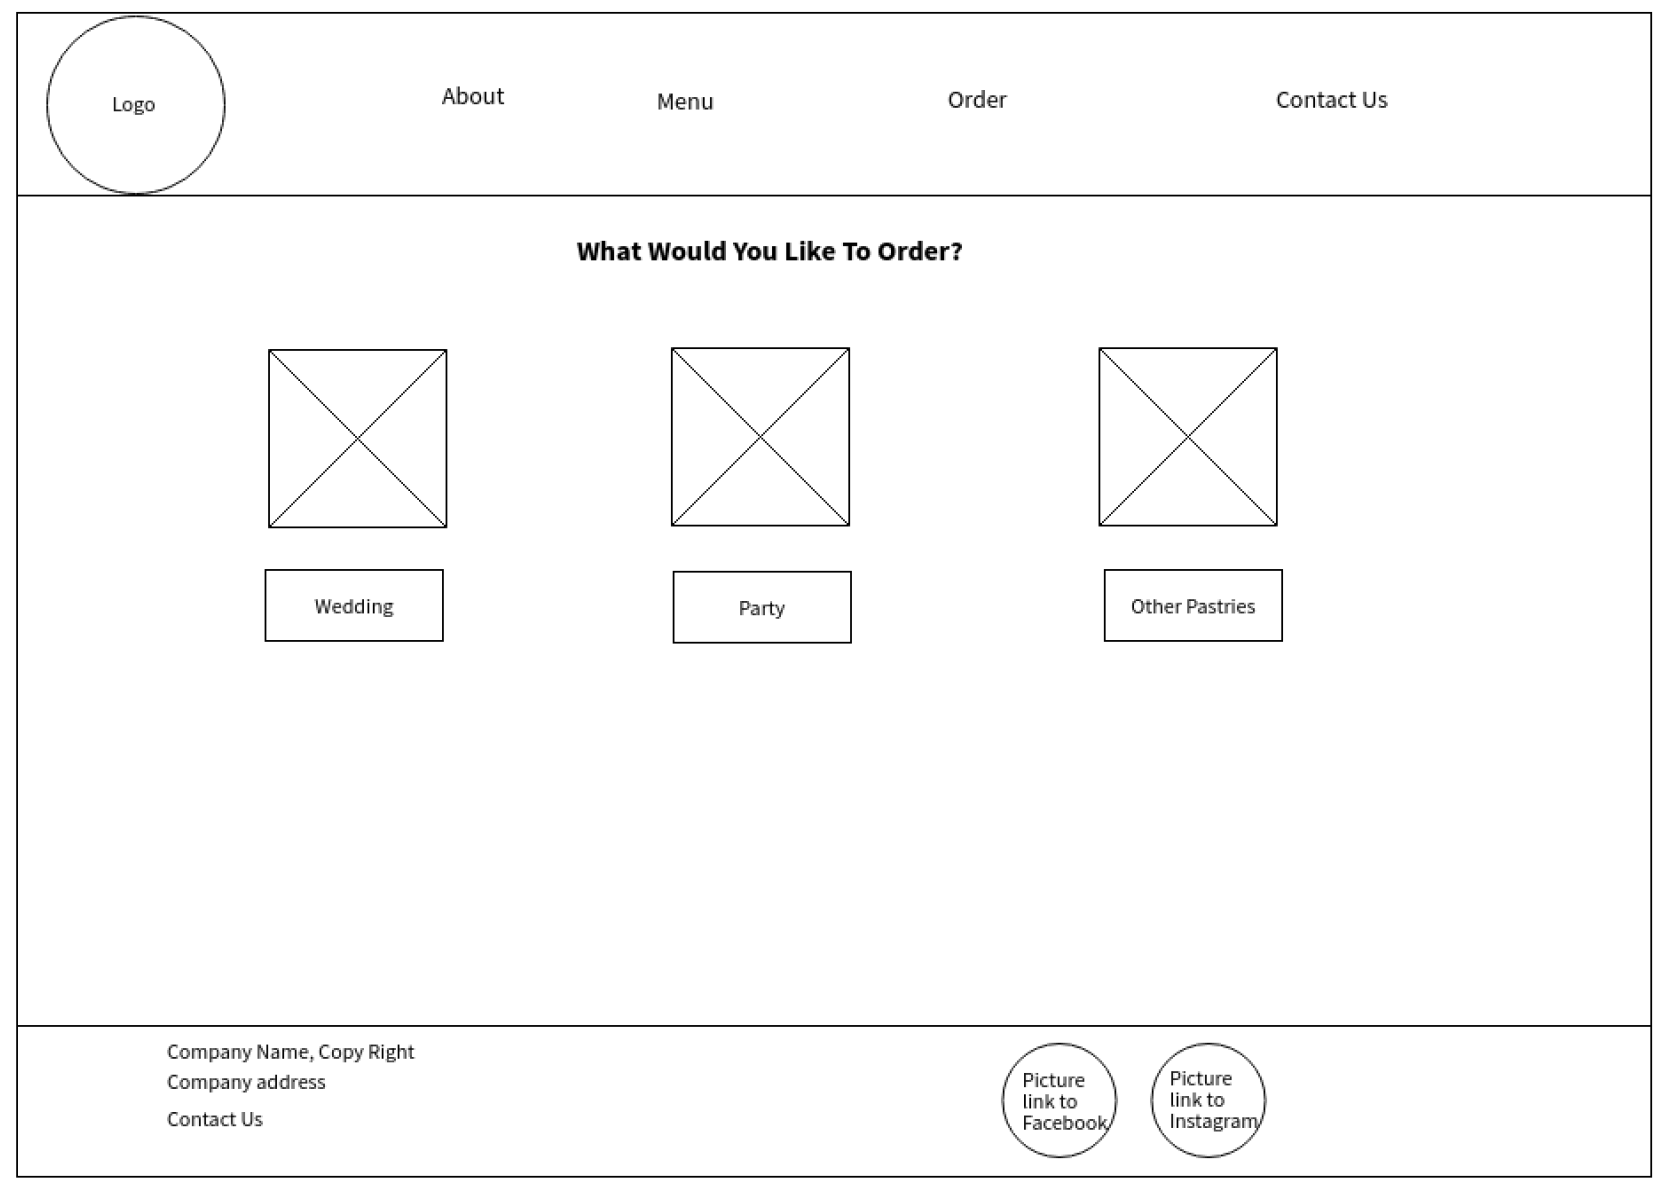 Logo
About
Menu
Order
Contact Us
What Would You Like To Order?
Wedding
Party
Other Pastries
Company Name, Copy Right
Company address
Contact Us
Picture
link to
Facebook
Picture
link to
Instagram